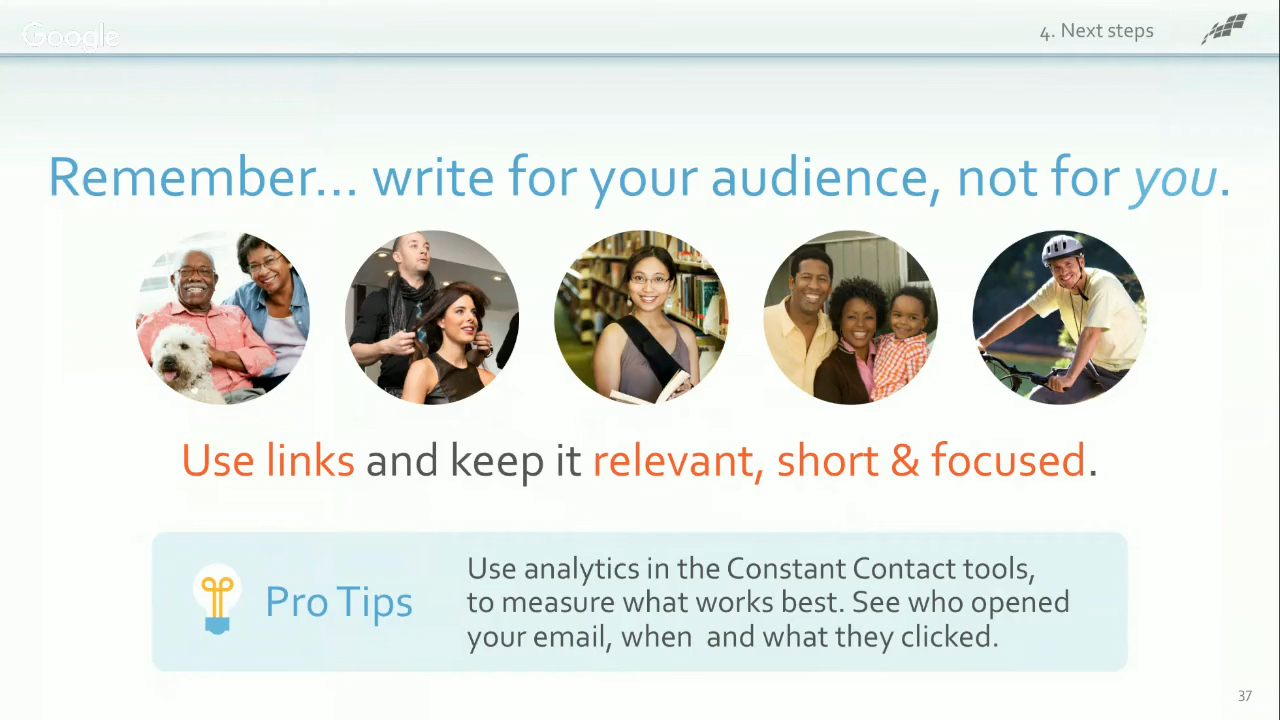 Google
4. Next steps
Remember... write for your audience, not for you.
Use links and keep it relevant, short & focused.
Pro Tips
Use analytics in the Constant Contact tools,
to measure what works best. See who opened
your email, when and what they clicked.
37